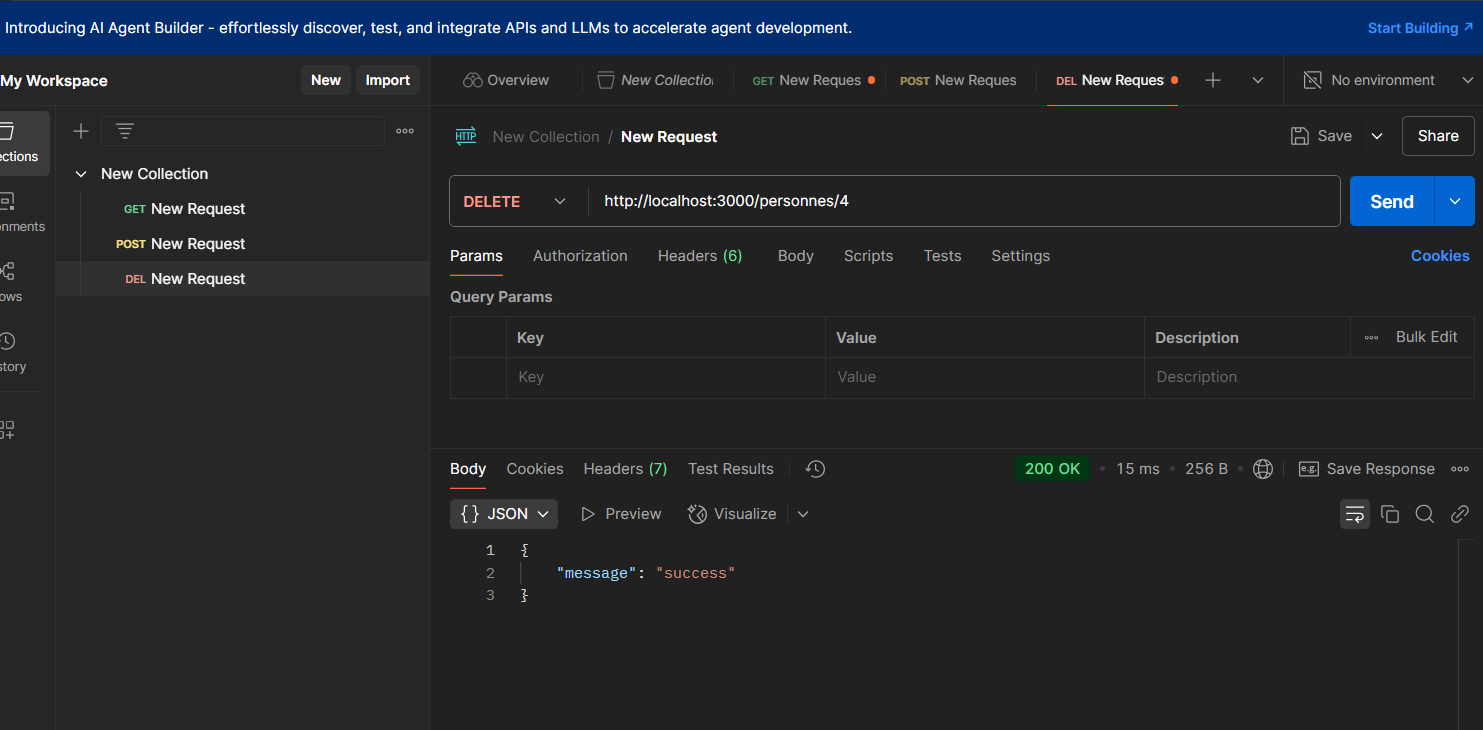 Introducing AI Agent Builder - effortlessly discover, test, and integrate APIs and LLMs to accelerate agent development. Start Building ↗
My Workspace New Import
Overview New Collectio GET New Reques POST New Reques DEL New Reques No environment
ections
nments
ows
story
New Collection
GET New Request
POST New Request
DEL New Request
HTTP New Collection / New Request Save Share
DELETE http://localhost:3000/personnes/4 Send
Params Authorization Headers (6) Body Scripts Tests Settings Cookies
Query Params
Key Value Description Bulk Edit
Key Value Description
Body Cookies Headers (7) Test Results 200 OK • 15 ms • 256 B • e.g. Save Response
{} JSON Preview Visualize
1 {
2 "message": "success"
3 }